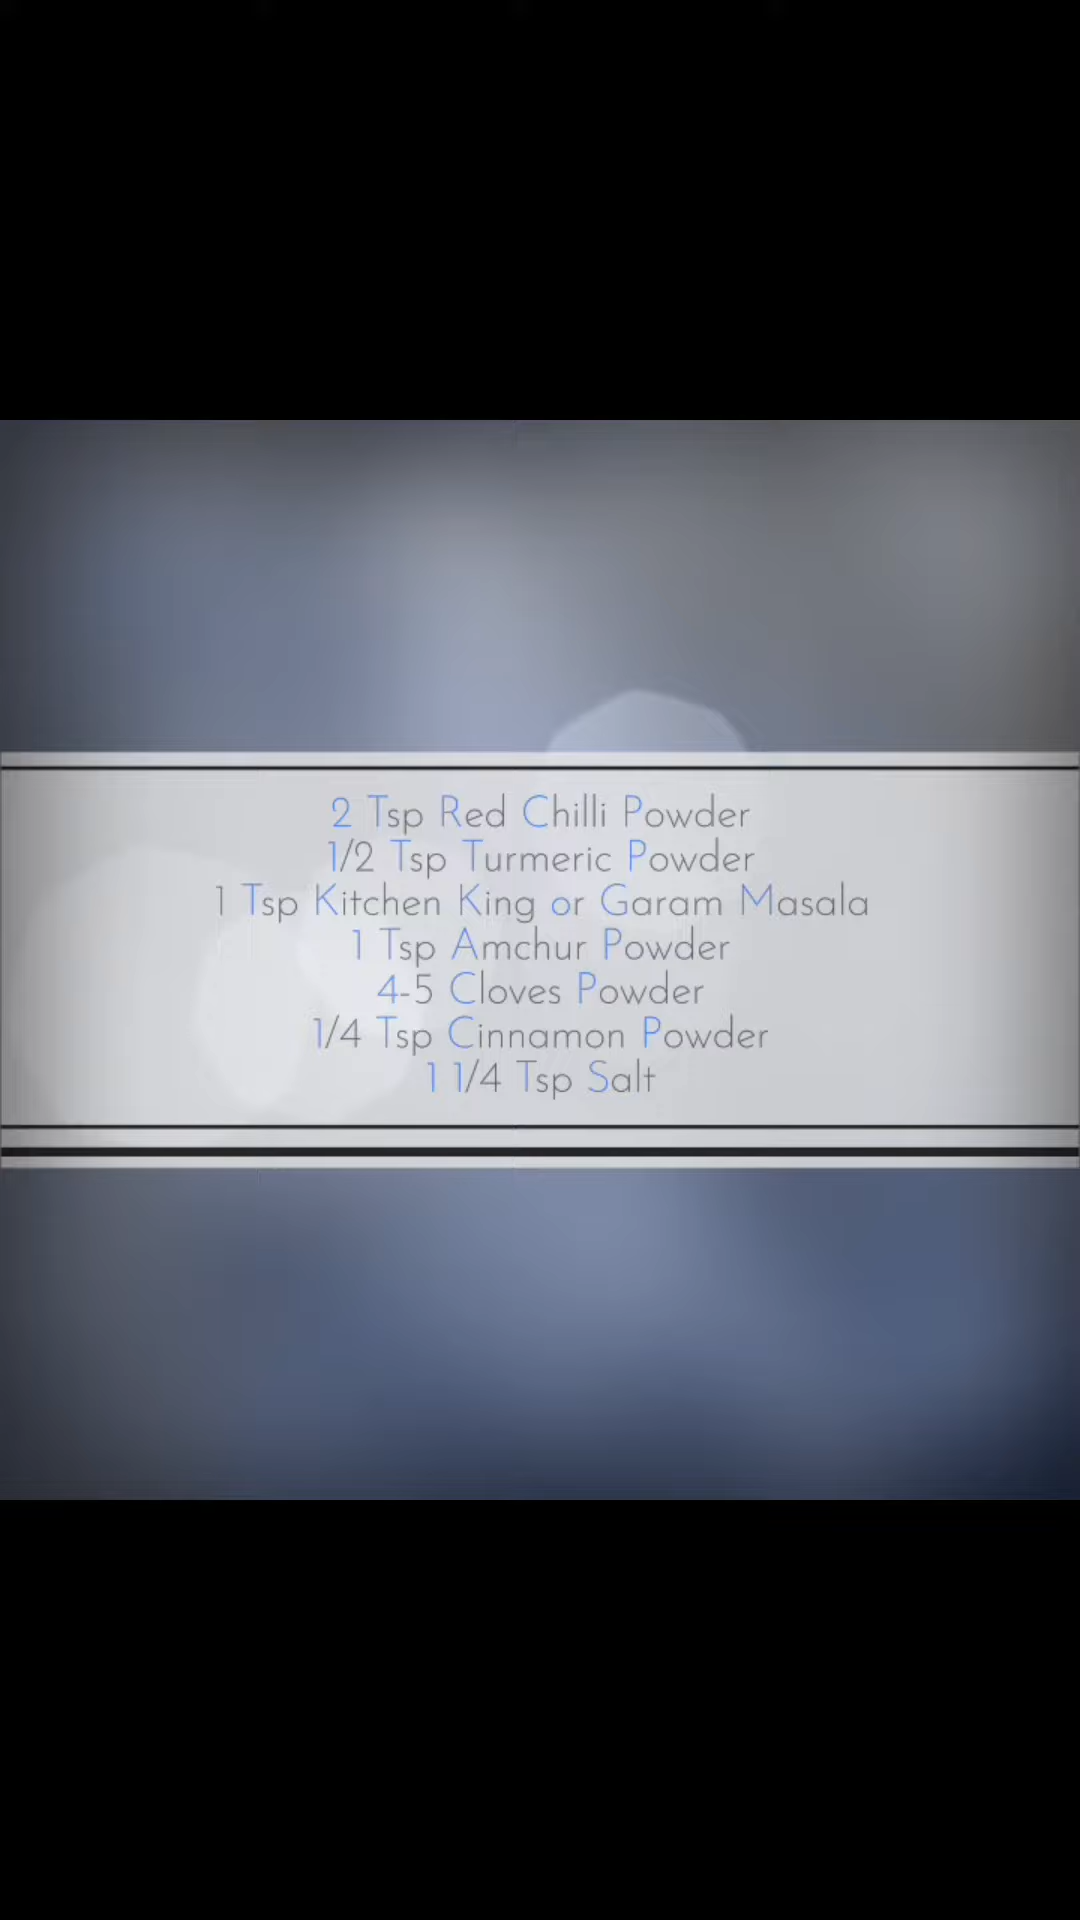 2 Tsp Red Chilli Powder
1/2 Tsp Turmeric Powder
1 Tsp Kitchen King or Garam Masala
1 Tsp Amchur Powder
4-5 Cloves Powder
1/4 Tsp Cinnamon Powder
1 1/4 Tsp Salt